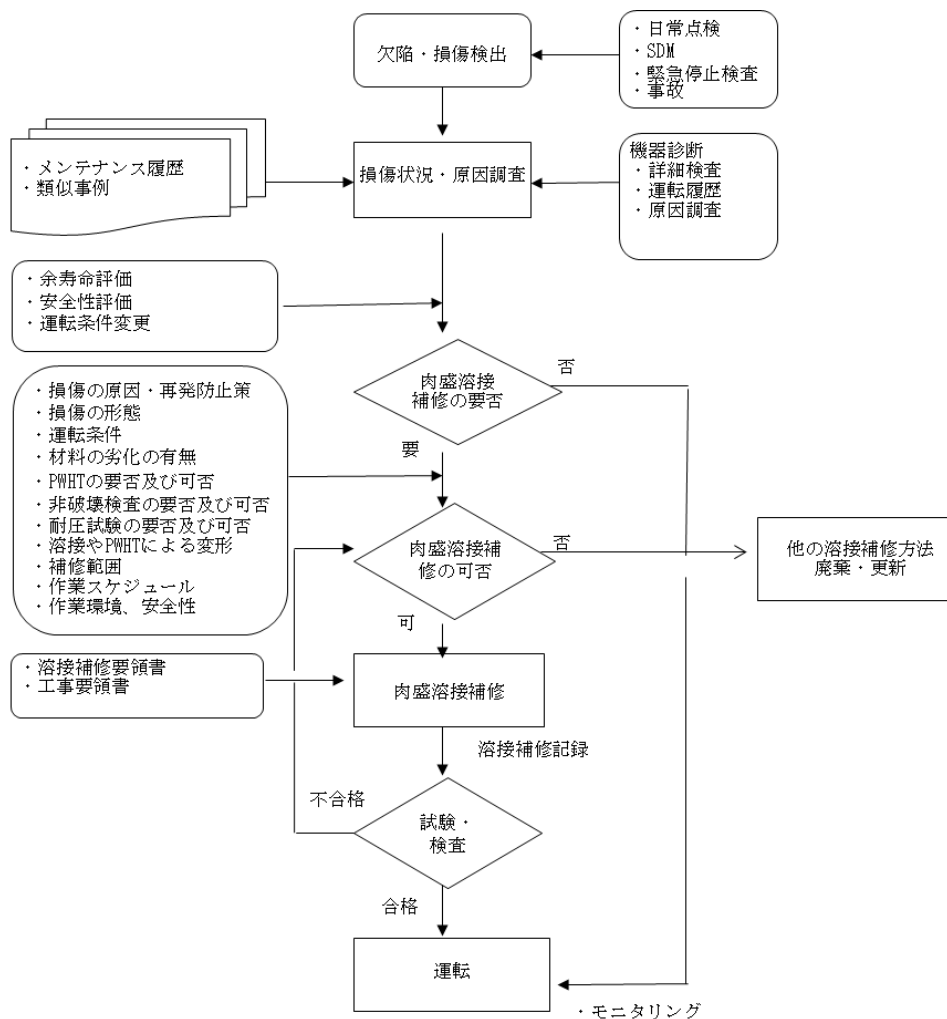 欠陥・損傷検出
・日常点検
・SDM
・緊急停止検査
・事故
・メンテナンス履歴
・類似事例
損傷状況・原因調査
機器診断
・詳細検査
・運転履歴
・原因調査
・余寿命評価
・安全性評価
・運転条件変更
肉盛溶接
補修の要否
否
要
・損傷の原因・再発防止策
・損傷の形態
・運転条件
・材料の劣化の有無
・PWHTの要否及び可否
・非破壊検査の要否及び可否
・耐圧試験の要否及び可否
・溶接やPWHTによる変形
・補修範囲
・作業スケジュール
・作業環境、安全性
肉盛溶接補
修の可否
否
他の溶接補修方法
廃棄・更新
可
・溶接補修要領書
・工事要領書
肉盛溶接補修
溶接補修記録
不合格
試験・
検査
合格
運転
・モニタリング